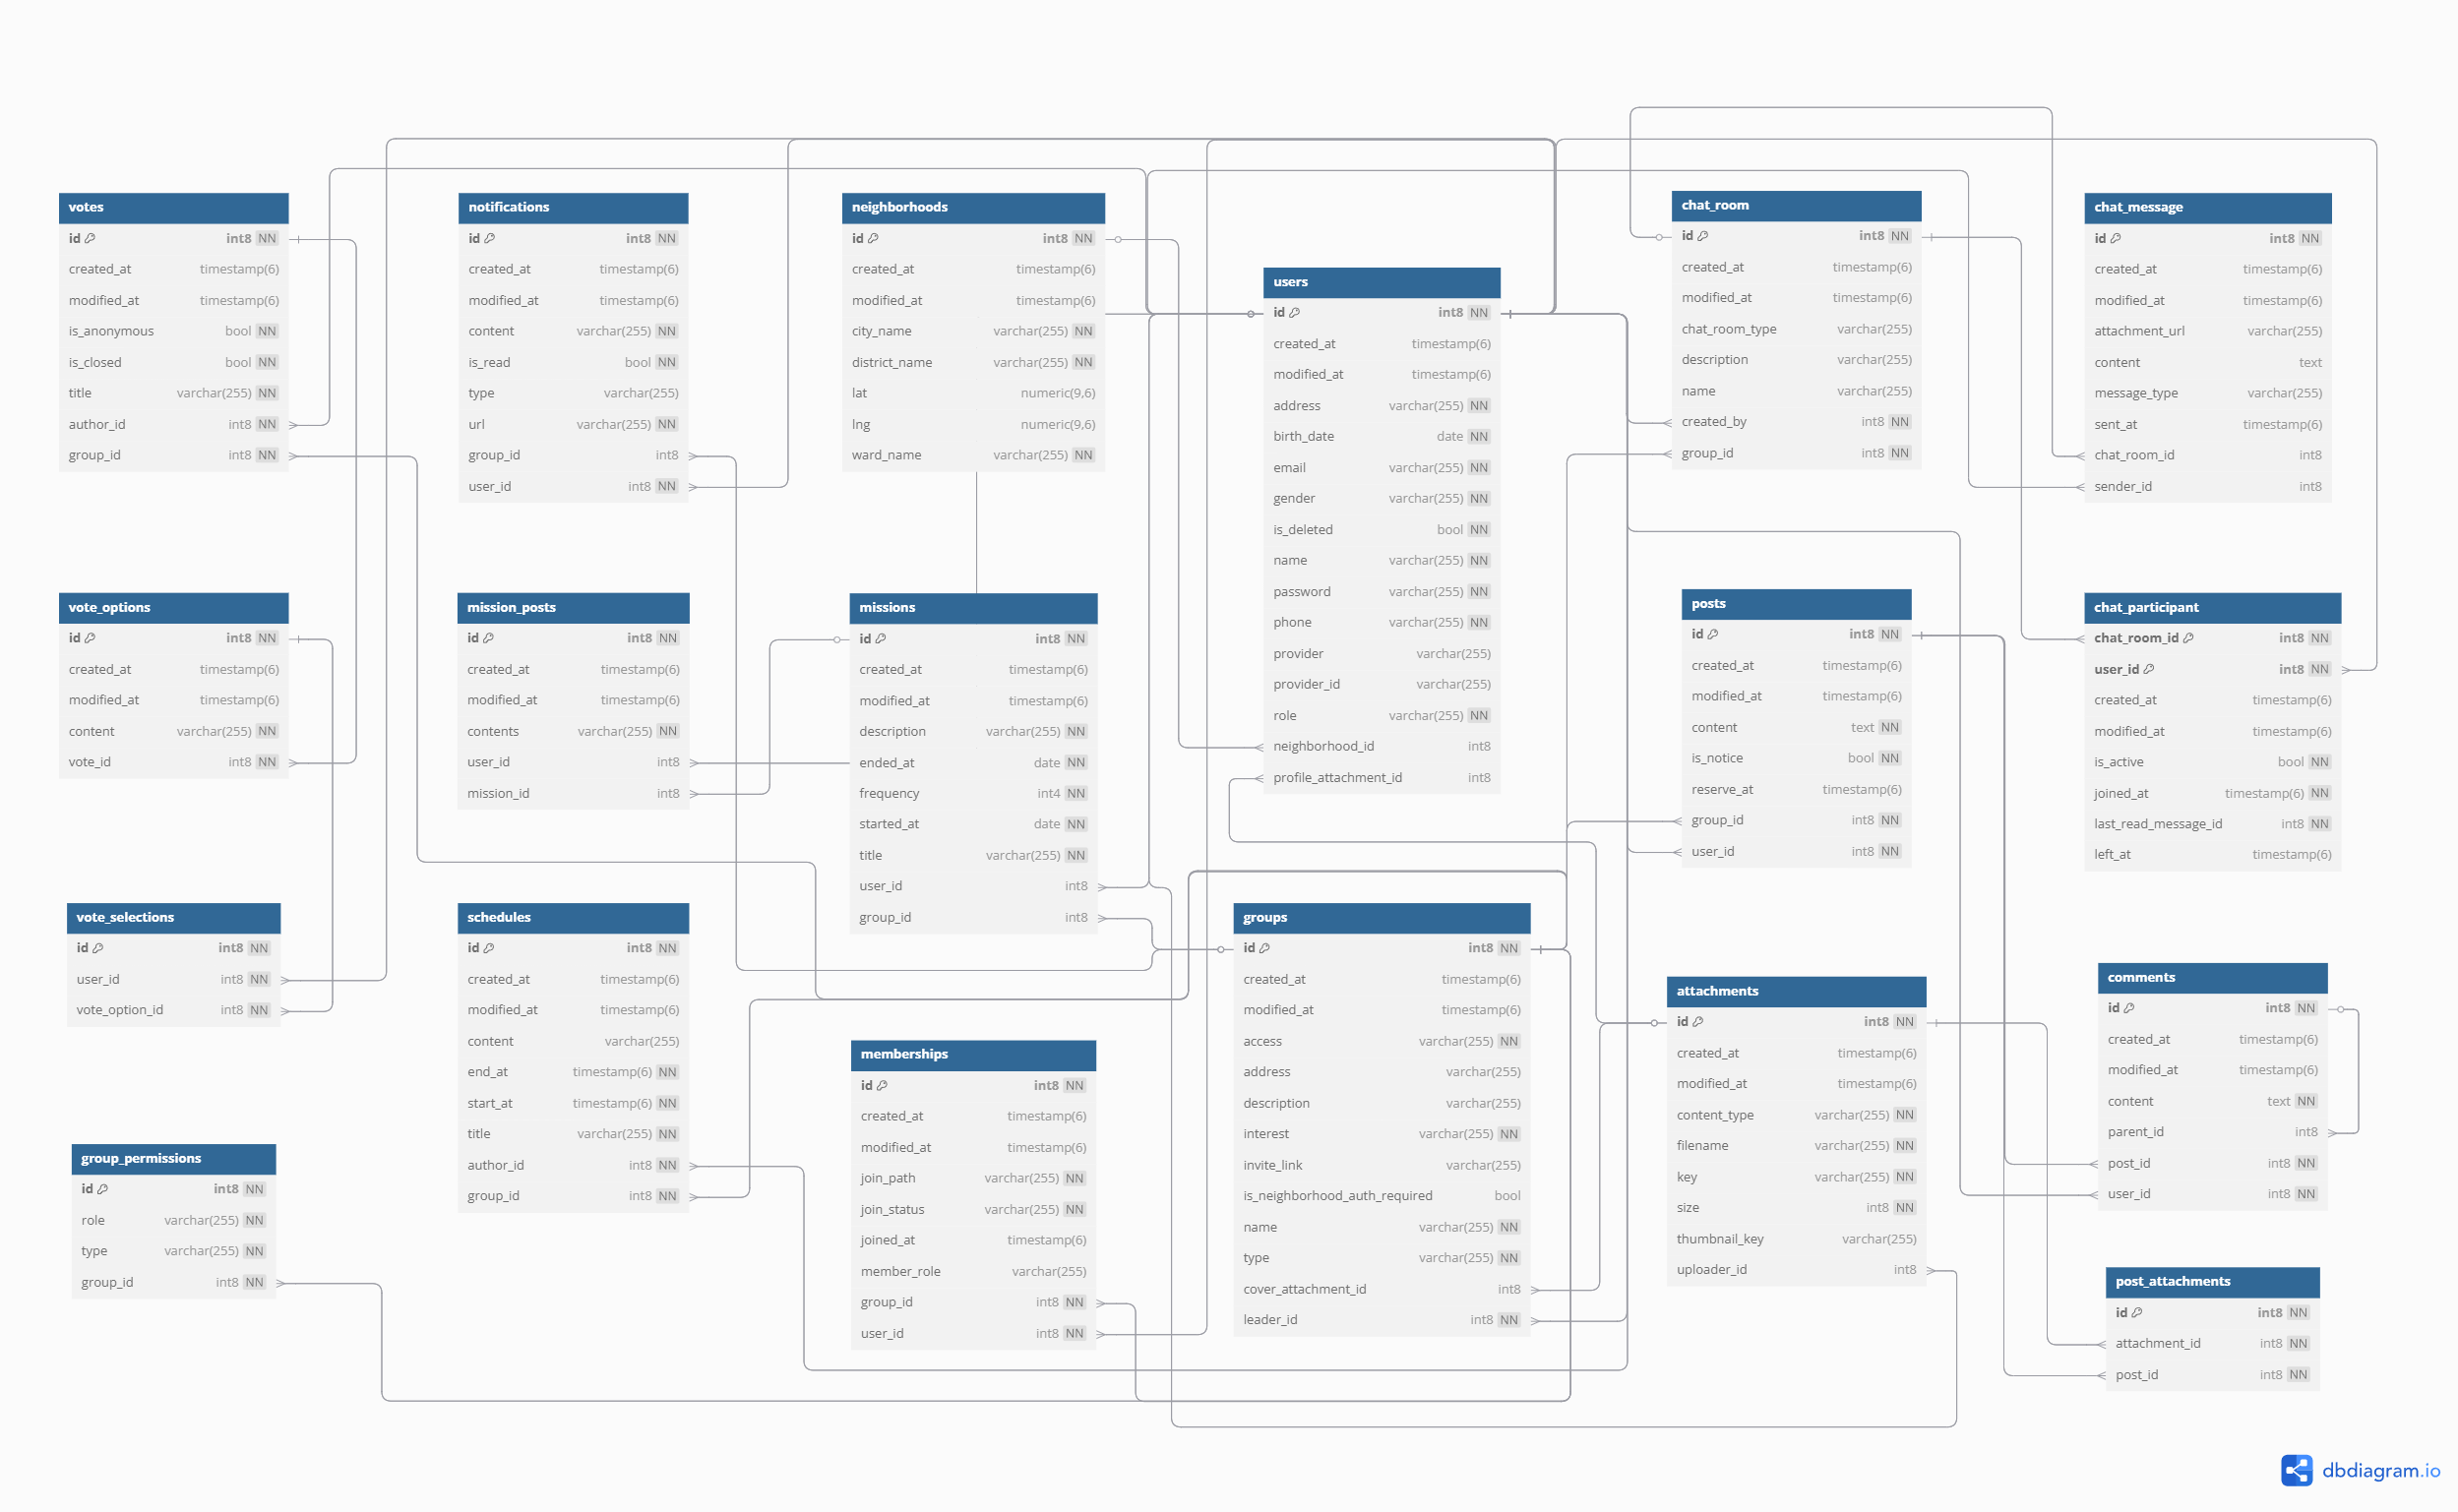 votes
id int8 NN
created_at timestamp(6)
modified_at timestamp(6)
is_anonymous bool NN
is_closed bool NN
title varchar(255) NN
author_id int8 NN
group_id int8 NN
notifications
id int8 NN
created_at timestamp(6)
modified_at timestamp(6)
content varchar(255) NN
is_read bool NN
type varchar(255)
url varchar(255) NN
group_id int8
user_id int8 NN
neighborhoods
id int8 NN
created_at timestamp(6)
modified_at timestamp(6)
city_name varchar(255) NN
district_name varchar(255) NN
lat numeric(9,6)
lng numeric(9,6)
ward_name varchar(255) NN
users
id int8 NN
created_at timestamp(6)
modified_at timestamp(6)
address varchar(255) NN
birth_date date NN
email varchar(255) NN
gender varchar(255) NN
is_deleted bool NN
name varchar(255) NN
password varchar(255) NN
phone varchar(255) NN
provider varchar(255)
provider_id varchar(255)
role varchar(255) NN
neighborhood_id int8
profile_attachment_id int8
chat_room
id int8 NN
created_at timestamp(6)
modified_at timestamp(6)
chat_room_type varchar(255)
description varchar(255)
name varchar(255)
created_by int8 NN
group_id int8 NN
chat_message
id int8 NN
created_at timestamp(6)
modified_at timestamp(6)
attachment_url varchar(255)
content text
message_type varchar(255)
sent_at timestamp(6)
chat_room_id int8
sender_id int8
vote_options
id int8 NN
created_at timestamp(6)
modified_at timestamp(6)
content varchar(255) NN
vote_id int8 NN
mission_posts
id int8 NN
created_at timestamp(6)
modified_at timestamp(6)
contents varchar(255) NN
user_id int8
mission_id int8
missions
id int8 NN
created_at timestamp(6)
modified_at timestamp(6)
description varchar(255) NN
ended_at date NN
frequency int4 NN
started_at date NN
title varchar(255) NN
user_id int8
group_id int8
posts
id int8 NN
created_at timestamp(6)
modified_at timestamp(6)
content text NN
is_notice bool NN
reserve_at timestamp(6)
group_id int8 NN
user_id int8 NN
chat_participant
chat_room_id int8 NN
user_id int8 NN
created_at timestamp(6)
modified_at timestamp(6)
is_active bool NN
joined_at timestamp(6) NN
last_read_message_id int8 NN
left_at timestamp(6)
vote_selections
id int8 NN
user_id int8 NN
vote_option_id int8 NN
schedules
id int8 NN
created_at timestamp(6)
modified_at timestamp(6)
content varchar(255)
end_at timestamp(6) NN
start_at timestamp(6) NN
title varchar(255) NN
author_id int8 NN
group_id int8 NN
memberships
id int8 NN
created_at timestamp(6)
modified_at timestamp(6)
join_path varchar(255) NN
join_status varchar(255) NN
joined_at timestamp(6)
member_role varchar(255)
group_id int8 NN
user_id int8 NN
groups
id int8 NN
created_at timestamp(6)
modified_at timestamp(6)
access varchar(255) NN
address varchar(255)
description varchar(255)
interest varchar(255) NN
invite_link varchar(255)
is_neighborhood_auth_required bool
name varchar(255) NN
type varchar(255) NN
cover_attachment_id int8
leader_id int8 NN
attachments
id int8 NN
created_at timestamp(6)
modified_at timestamp(6)
content_type varchar(255) NN
filename varchar(255) NN
key varchar(255) NN
size int8 NN
thumbnail_key varchar(255)
uploader_id int8
comments
id int8 NN
created_at timestamp(6)
modified_at timestamp(6)
content text NN
parent_id int8
post_id int8 NN
user_id int8 NN
group_permissions
id int8 NN
role varchar(255) NN
type varchar(255) NN
group_id int8 NN
post_attachments
id int8 NN
attachment_id int8 NN
post_id int8 NN
dbdiagram.io